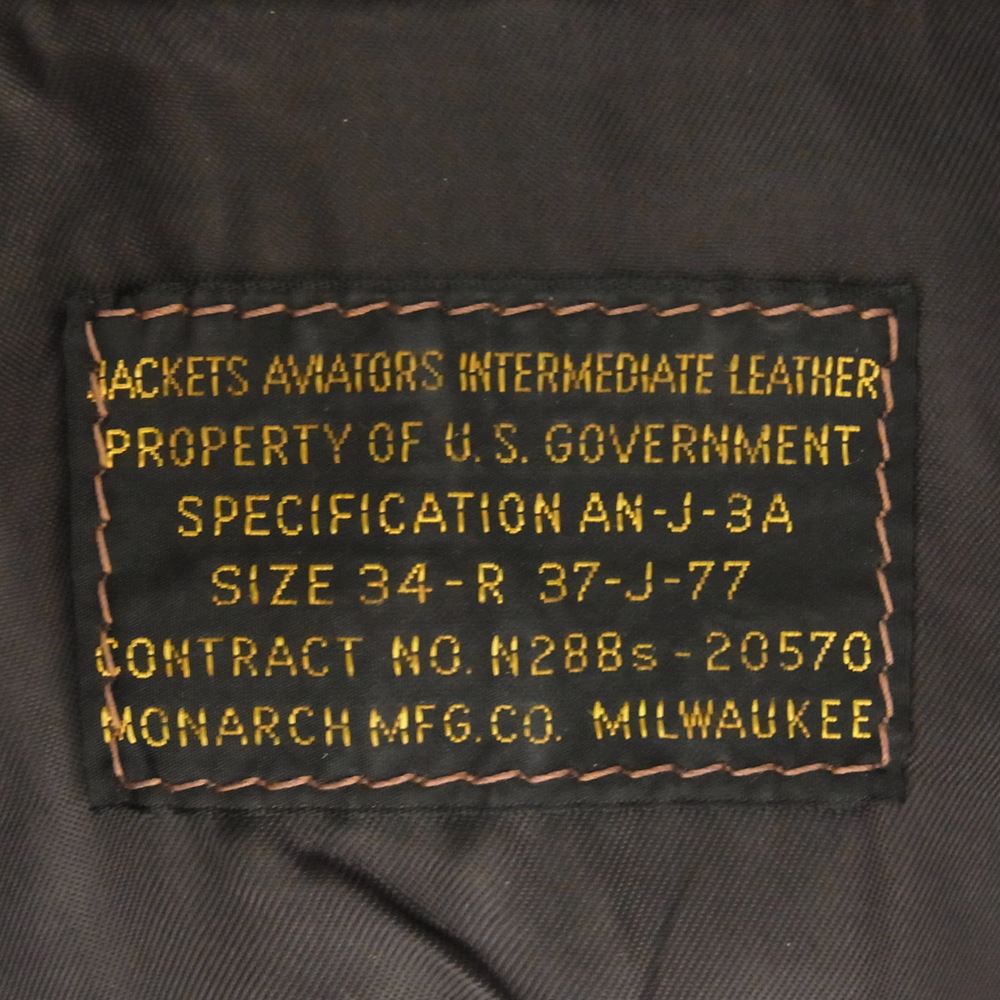 JACKETS AVIATORS INTERMEDIATE LEATHER
PROPERTY OF U.S. GOVERNMENT
SPECIFICATION AN-J-3A
SIZE 34-R 37-J-77
CONTRACT NO. N288s-20570
MONARCH MFG.CO. MILWAUKEE